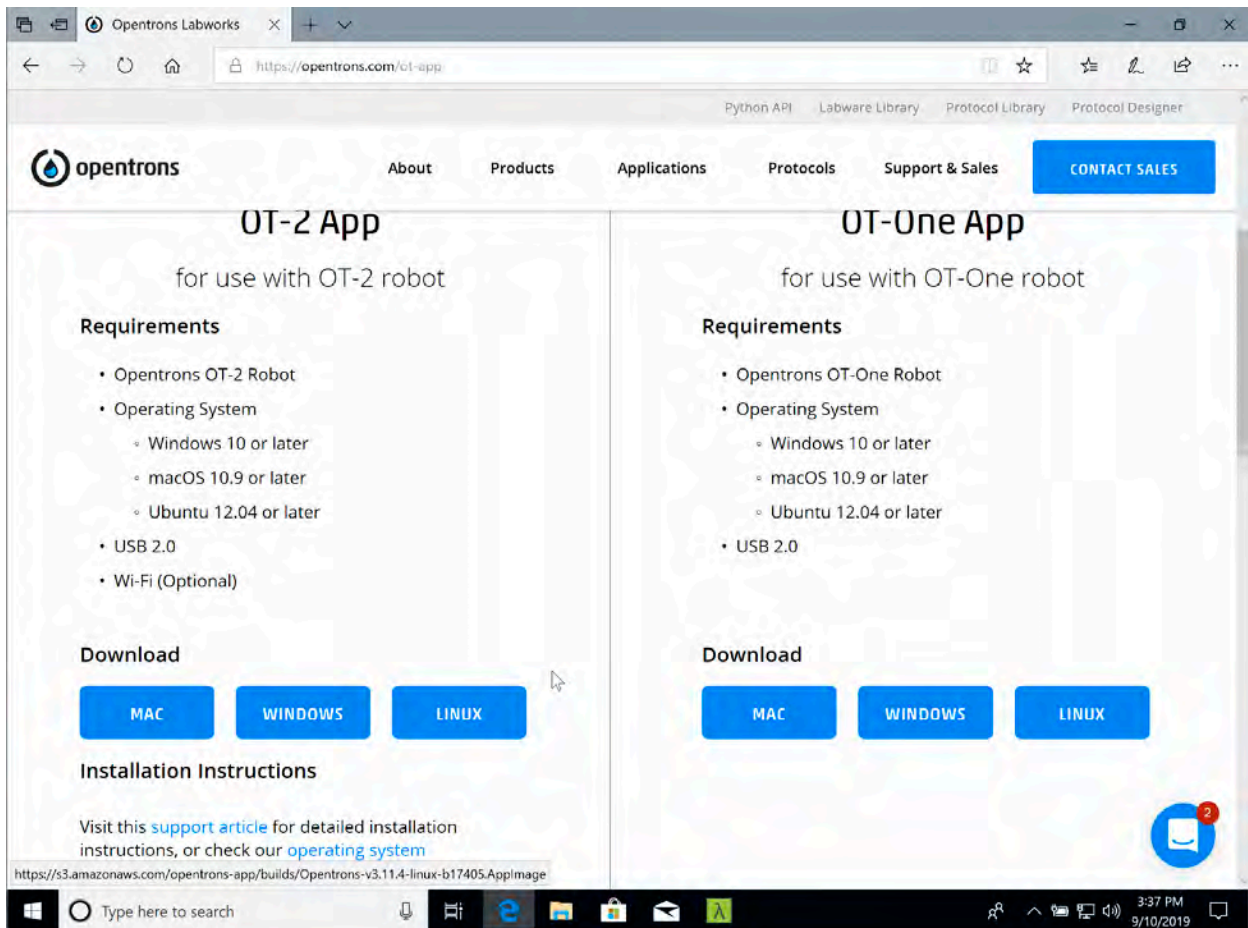 Opentrons Labworks
https://opentrons.com/ot-app
Python API Labware Library Protocol Library Protocol Designer
opentrons About Products Applications Protocols Support & Sales CONTACT SALES
OT-2 App
for use with OT-2 robot
Requirements
• Opentrons OT-2 Robot
• Operating System
◦ Windows 10 or later
◦ macOS 10.9 or later
◦ Ubuntu 12.04 or later
• USB 2.0
• Wi-Fi (Optional)
Download
MAC WINDOWS LINUX
Installation Instructions
Visit this support article for detailed installation
instructions, or check our operating system
OT-One App
for use with OT-One robot
Requirements
• Opentrons OT-One Robot
• Operating System
◦ Windows 10 or later
◦ macOS 10.9 or later
◦ Ubuntu 12.04 or later
• USB 2.0
Download
MAC WINDOWS LINUX
2
https://s3.amazonaws.com/opentrons-app/builds/Opentrons-v3.11.4-linux-b17405.AppImage
Type here to search
3:37 PM
9/10/2019